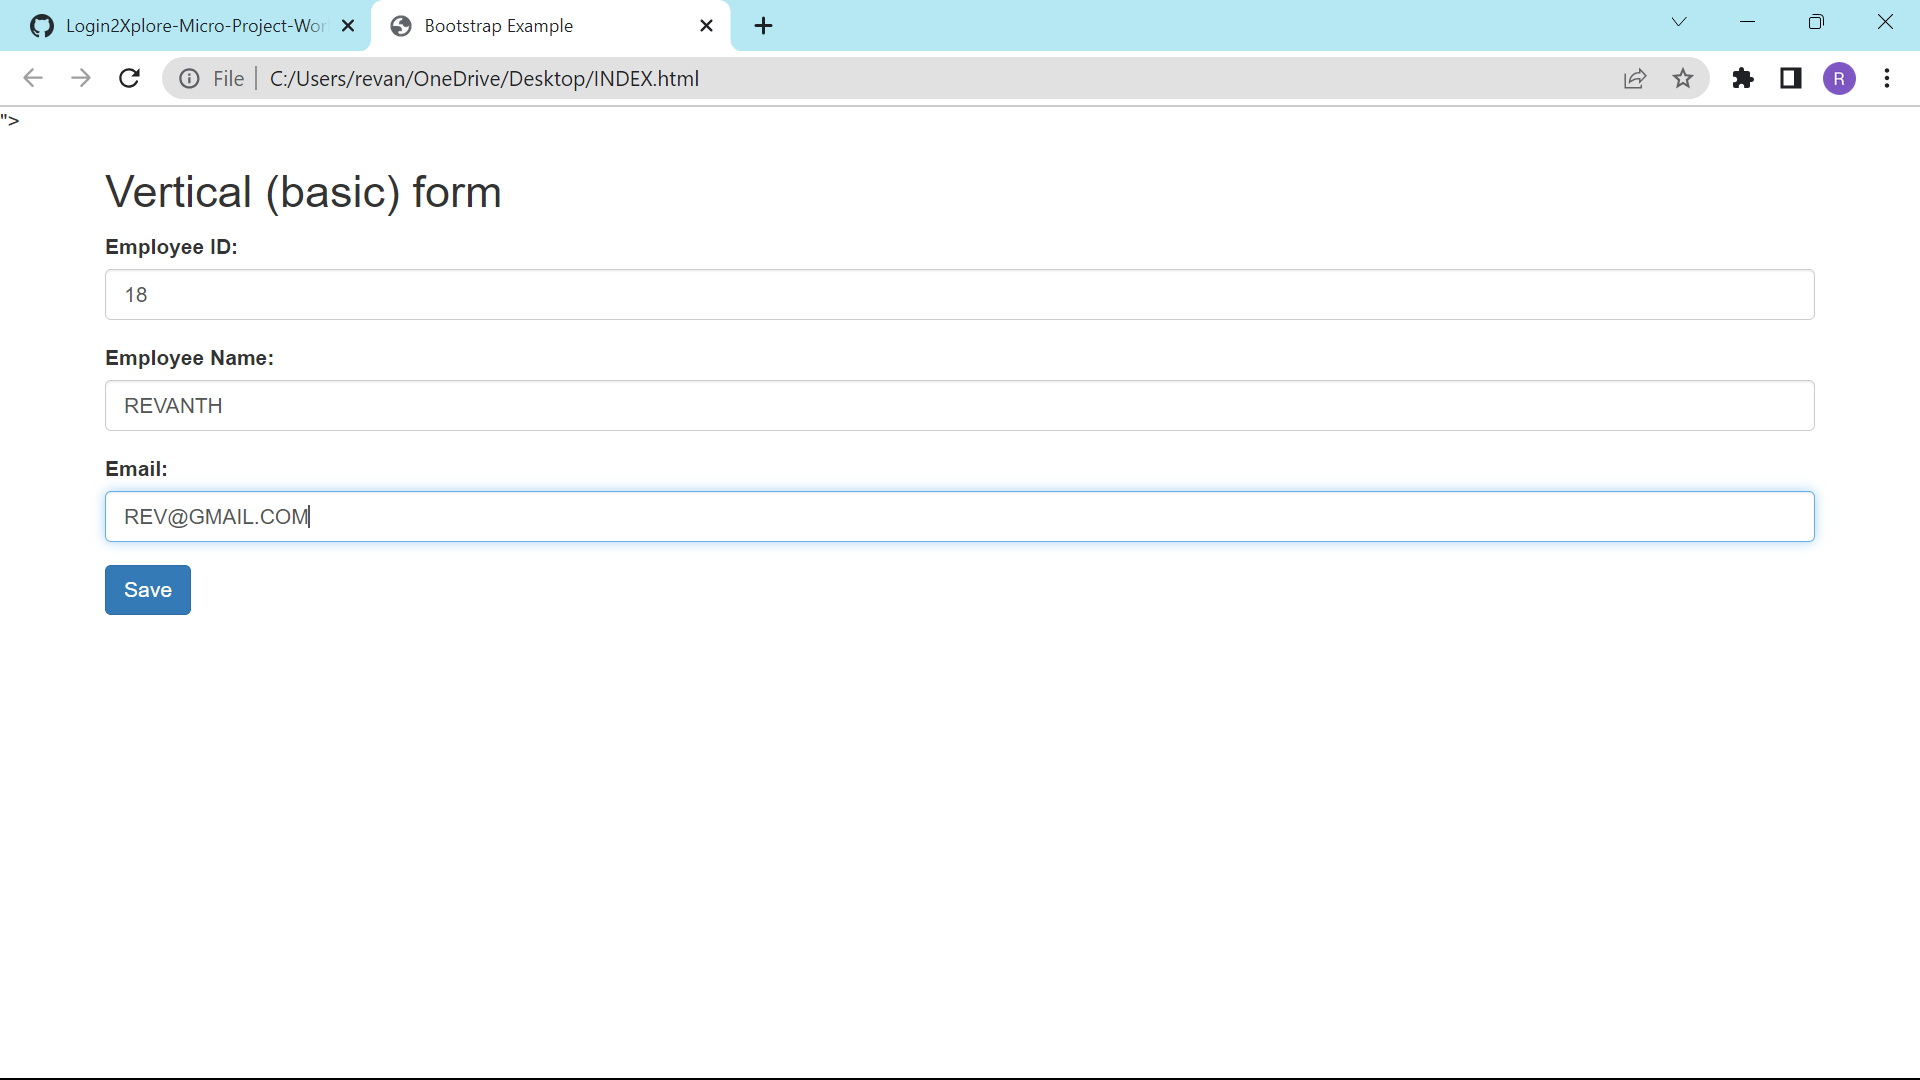 Login2Xplore-Micro-Project-Wor
Bootstrap Example
File
C:/Users/revan/OneDrive/Desktop/INDEX.html
R
">
Vertical (basic) form
Employee ID:
18
Employee Name:
REVANTH
Email:
REV@GMAIL.COM
Save